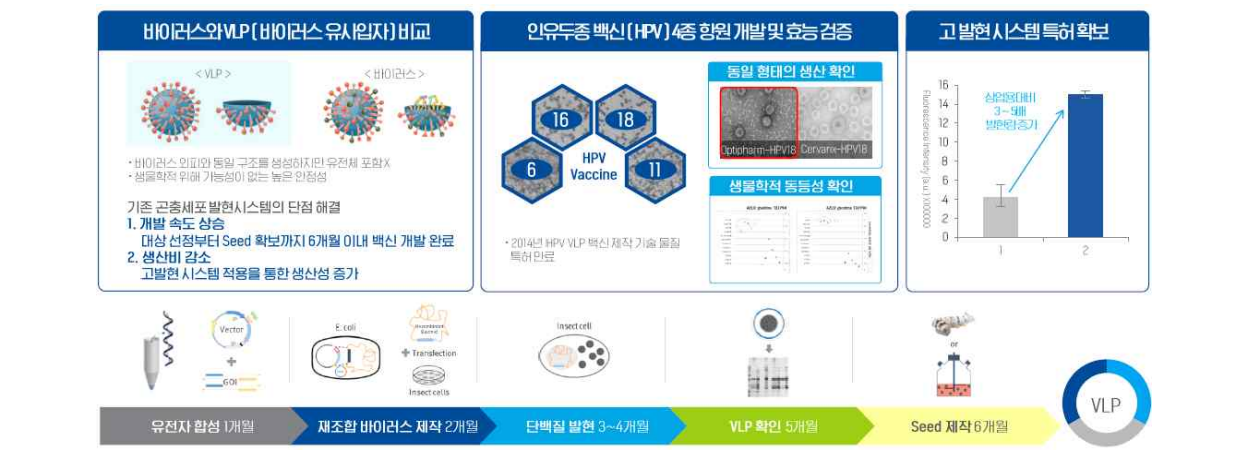 바이러스와 VLP ( 바이러스 유사입자 ) 비교
< VLP >
< 바이러스 >
• 바이러스 외피와 동일 구조를 생성하지만 유전체 포함X
• 생물학적 위해 가능성이 없는 높은 안정성
기존 곤충세포 발현시스템의 단점 해결
1. 개발 속도 상승
대상 선정부터 Seed 확보까지 6개월 이내 백신 개발 완료
2. 생산비 감소
고발현 시스템 적용을 통한 생산성 증가
인유두종 백신 ( HPV ) 4종 항원 개발 및 효능 검증
16
18
6
HPV
Vaccine
11
• 2014년 HPV VLP 백신 제작 기술 물질
특허 만료
동일 형태의 생산 확인
Optipharm-HPV18
Cervarix-HPV18
생물학적 동등성 확인
고 발현 시스템 특허 확보
Fluorescence Intensity (a.u.) X100000
16
14
12
10
8
6
4
2
0
상업용 대비
3~5배
발현량 증가
1
2
Vector
+
GOI
E. coli
Recombinant
Bacmid
+ Transfection
Insect cells
Insect cell
or
유전자 합성 1개월
재조합 바이러스 제작 2개월
단백질 발현 3~4개월
VLP 확인 5개월
Seed 제작 6개월
VLP